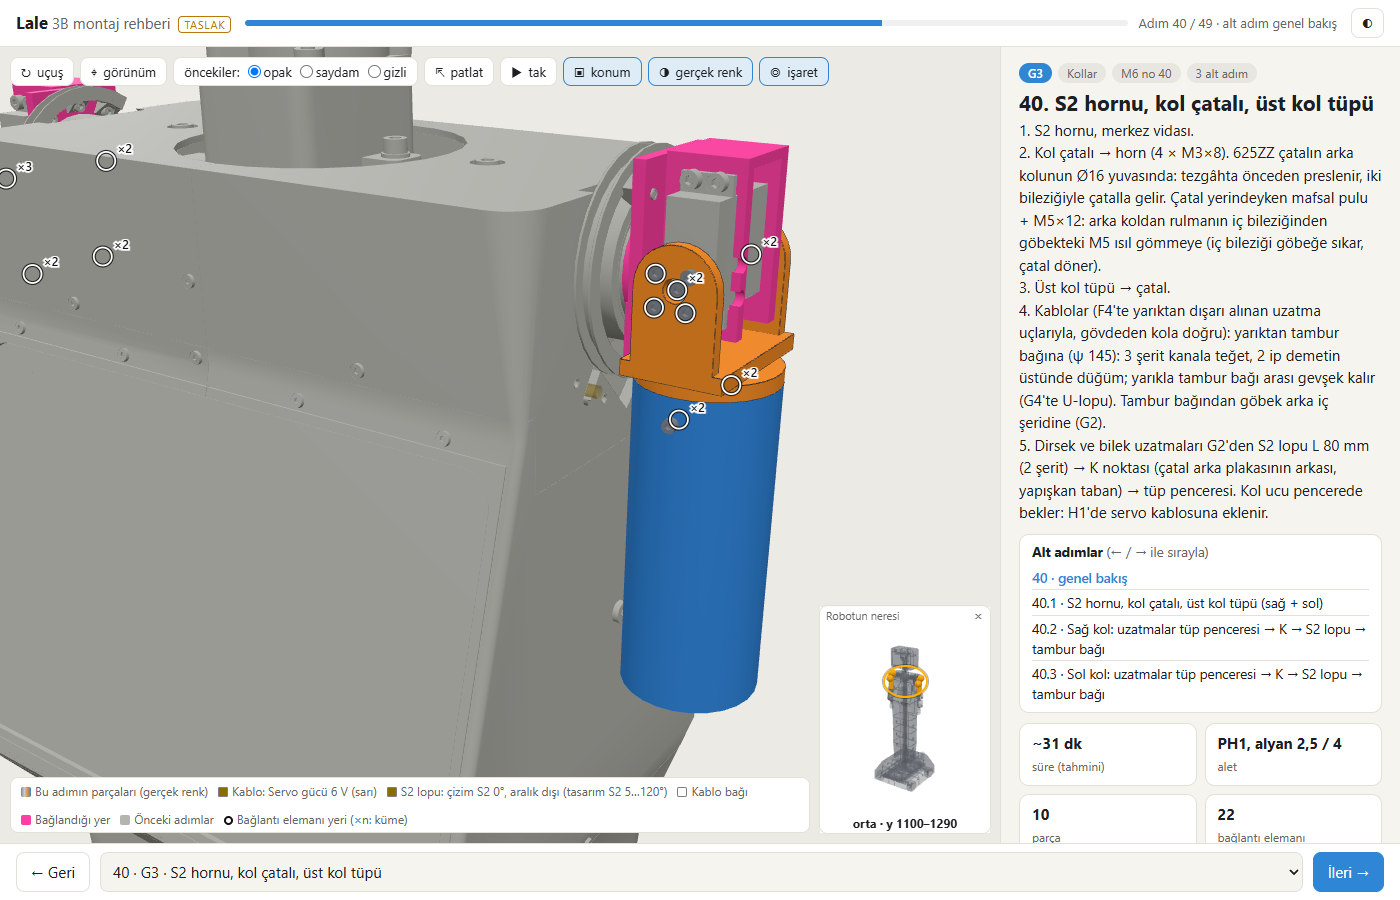 Lale 3B montaj rehberi TASLAK
Adım 40 / 49 · alt adım genel bakış
↻ uçuş
⌖ görünüm
öncekiler: opak saydam gizli
⇱ patlat
▶ tak
▣ konum
◑ gerçek renk
◎ işaret
×2
×3
×2
×2
×2
×2
×2
×2
Robotun neresi ×
orta · y 1100–1290
Bu adımın parçaları (gerçek renk) Kablo: Servo gücü 6 V (sarı) S2 lopu: çizim S2 0°, aralık dışı (tasarım S2 5…120°) Kablo bağı
Bağlandığı yer Önceki adımlar Bağlantı elemanı yeri (×n: küme)
G3 Kollar M6 no 40 3 alt adım
40. S2 hornu, kol çatalı, üst kol tüpü
1. S2 hornu, merkez vidası.
2. Kol çatalı → horn (4 × M3×8). 625ZZ çatalın arka
kolunun Ø16 yuvasında: tezgâhta önceden preslenir, iki
bileziğiyle çatalla gelir. Çatal yerindeyken mafsal pulu
+ M5×12: arka koldan rulmanın iç bileziğinden
göbekteki M5 ısıl gömmeye (iç bileziği göbeğe sıkar,
çatal döner).
3. Üst kol tüpü → çatal.
4. Kablolar (F4'te yarıktan dışarı alınan uzatma
uçlarıyla, gövdeden kola doğru): yarıktan tambur
bağına (ψ 145): 3 şerit kanala teğet, 2 ip demetin
üstünde düğüm; yarıkla tambur bağı arası gevşek kalır
(G4'te U-lopu). Tambur bağından göbek arka iç
şeridine (G2).
5. Dirsek ve bilek uzatmaları G2'den S2 lopu L 80 mm
(2 şerit) → K noktası (çatal arka plakasının arkası,
yapışkan taban) → tüp penceresi. Kol ucu pencerede
bekler: H1'de servo kablosuna eklenir.
Alt adımlar (← / → ile sırayla)
40 · genel bakış
40.1 · S2 hornu, kol çatalı, üst kol tüpü (sağ + sol)
40.2 · Sağ kol: uzatmalar tüp penceresi → K → S2 lopu →
tambur bağı
40.3 · Sol kol: uzatmalar tüp penceresi → K → S2 lopu →
tambur bağı
~31 dk
süre (tahmini)
PH1, alyan 2,5 / 4
alet
10
parça
22
bağlantı elemanı
← Geri
40 · G3 · S2 hornu, kol çatalı, üst kol tüpü
İleri →